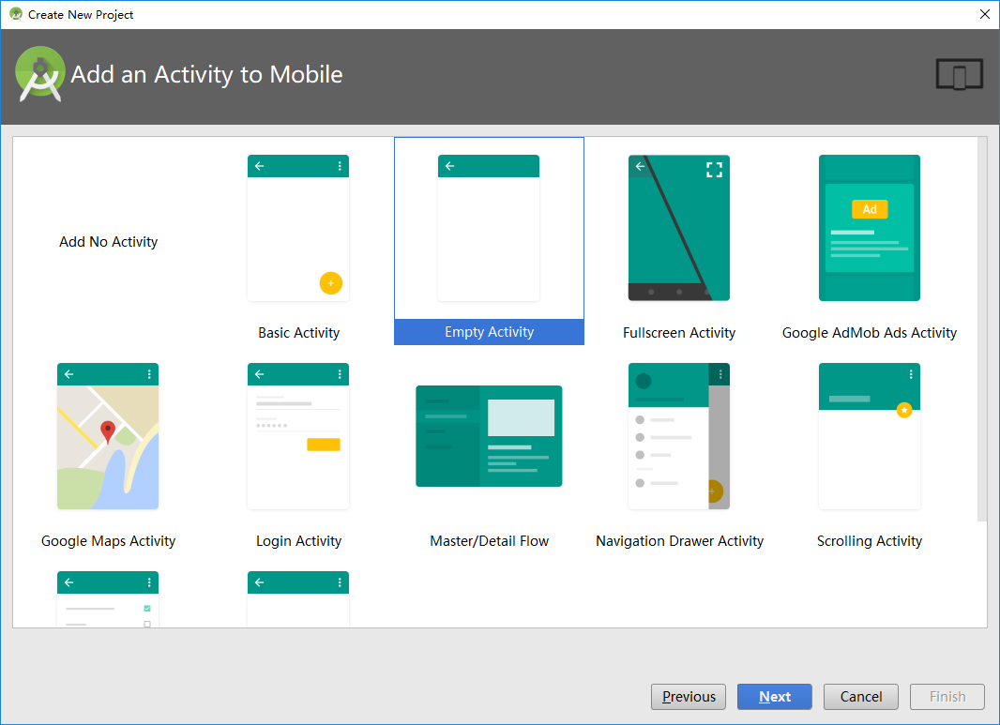 Create New Project
Add an Activity to Mobile
Add No Activity
Basic Activity
Empty Activity
Fullscreen Activity
Ad
Google AdMob Ads Activity
Google Maps Activity
Login Activity
Master/Detail Flow
Navigation Drawer Activity
Scrolling Activity
Previous
Next
Cancel
Finish